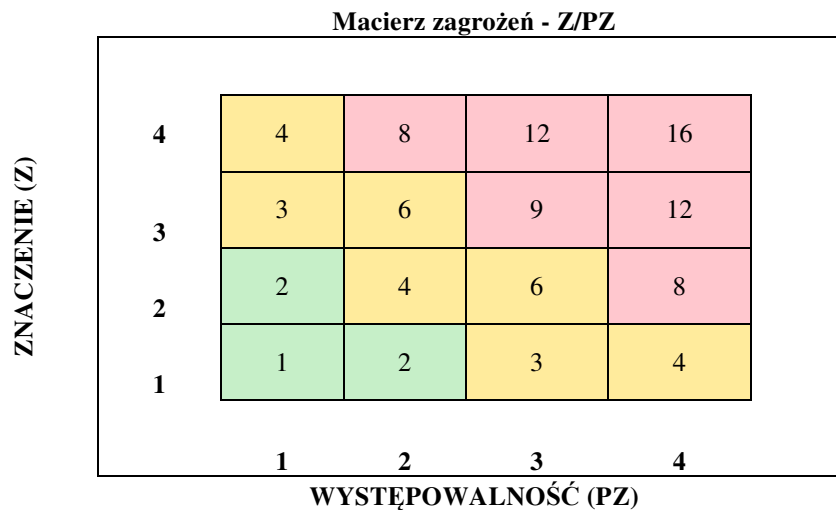 Macierz zagrożeń - Z/PZ
ZNACZENIE (Z)
4 4 8 12 16
3 3 6 9 12
2 2 4 6 8
1 1 2 3 4
1 2 3 4
WYSTĘPOWALNOŚĆ (PZ)